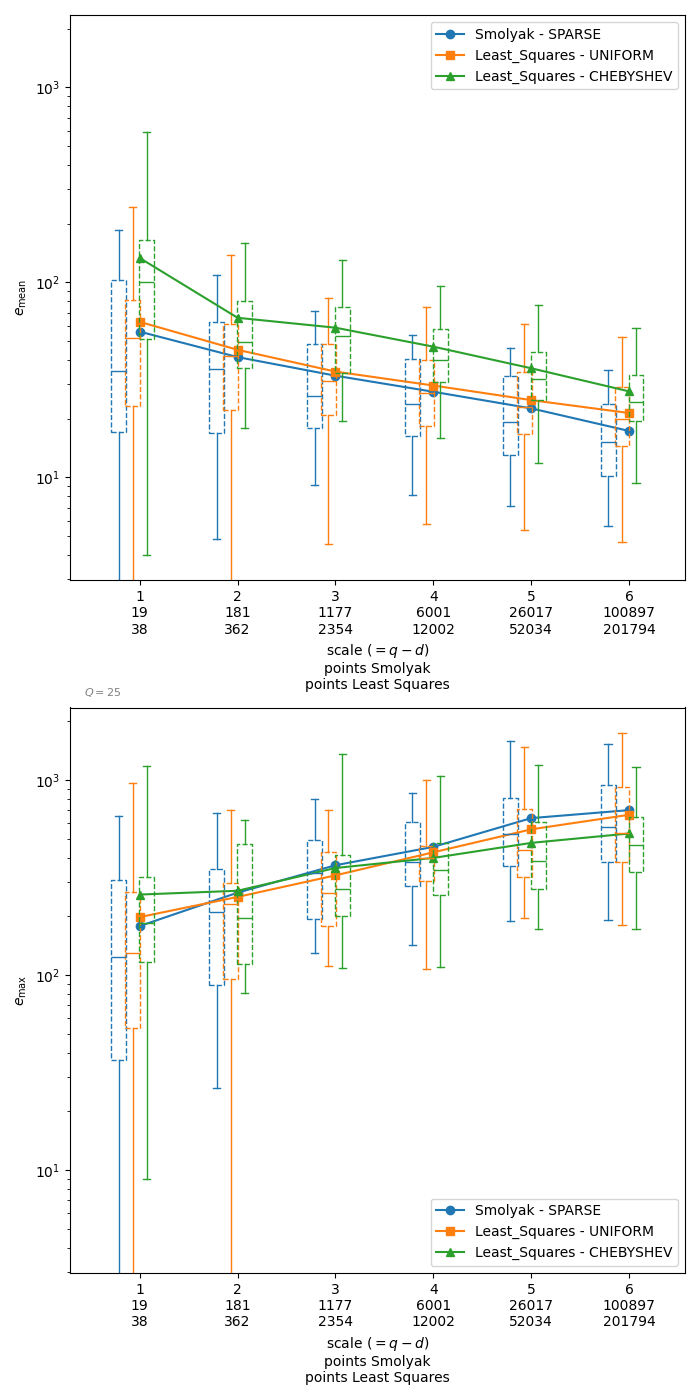 Smolyak - SPARSE
Least_Squares - UNIFORM
Least_Squares - CHEBYSHEV
10³
10²
10¹
e_mean
1 2 3 4 5 6
19 181 1177 6001 26017 100897
38 362 2354 12002 52034 201794
scale (= q − d)
points Smolyak
points Least Squares
Q = 25
10³
10²
10¹
e_max
Smolyak - SPARSE
Least_Squares - UNIFORM
Least_Squares - CHEBYSHEV
1 2 3 4 5 6
19 181 1177 6001 26017 100897
38 362 2354 12002 52034 201794
scale (= q − d)
points Smolyak
points Least Squares